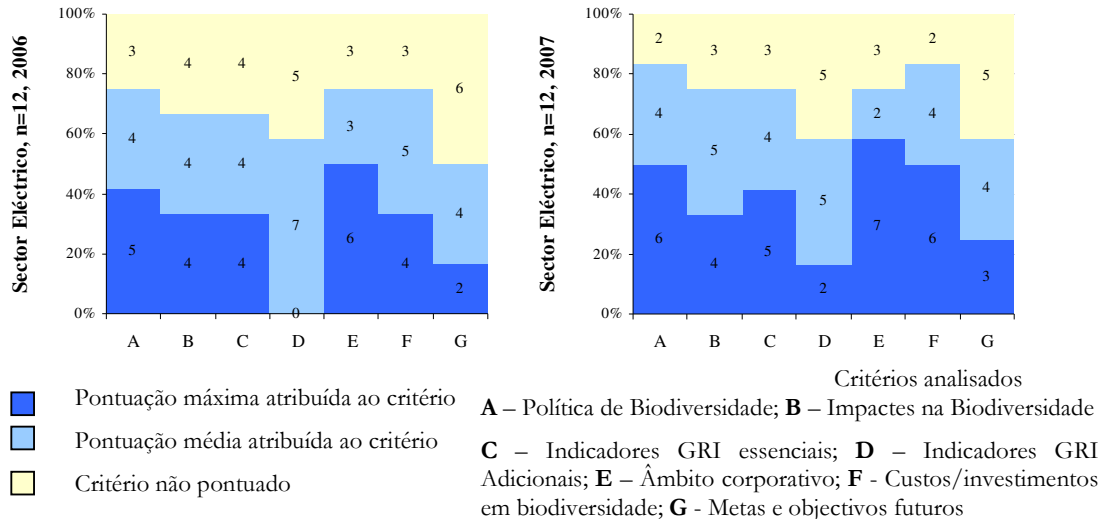 Sector Eléctrico, n=12, 2006
100%
80%
60%
40%
20%
0%
3 4 4 5 3 3 6
4 4 4 7 3 5 4
5 4 4 0 6 4 2
A B C D E F G
Sector Eléctrico, n=12, 2007
100%
80%
60%
40%
20%
0%
2 3 3 5 3 2 5
4 5 4 5 2 4 4
6 4 5 2 7 6 3
A B C D E F G
Pontuação máxima atribuída ao critério
Pontuação média atribuída ao critério
Critério não pontuado
Critérios analisados
A – Política de Biodiversidade; B – Impactes na Biodiversidade
C – Indicadores GRI essenciais; D – Indicadores GRI
Adicionais; E – Âmbito corporativo; F - Custos/investimentos
em biodiversidade; G - Metas e objectivos futuros